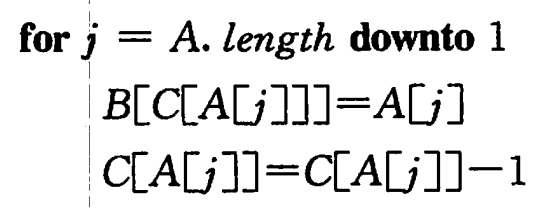 for j = A. length downto 1
B[C[A[j]]]=A[j]
C[A[j]]=C[A[j]]−1